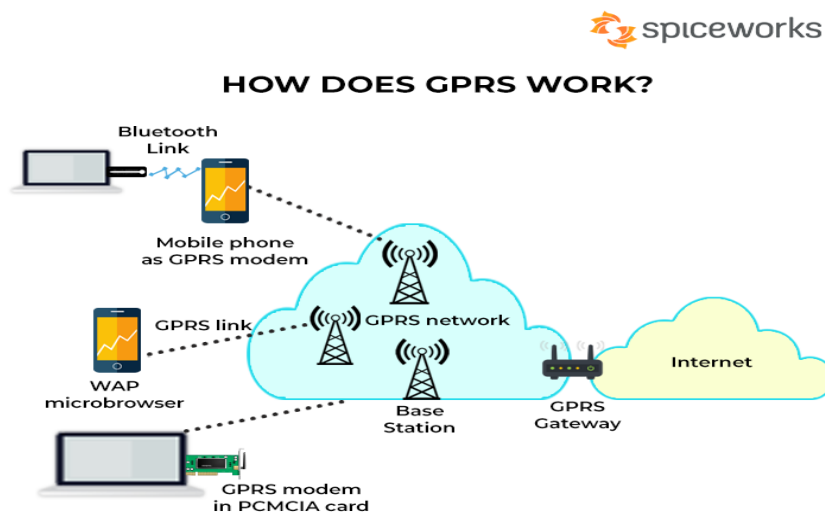 spiceworks
HOW DOES GPRS WORK?
Bluetooth
Link
Mobile phone
as GPRS modem
GPRS link
GPRS network
WAP
microbrowser
Base
Station
GPRS
Gateway
Internet
GPRS modem
in PCMCIA card